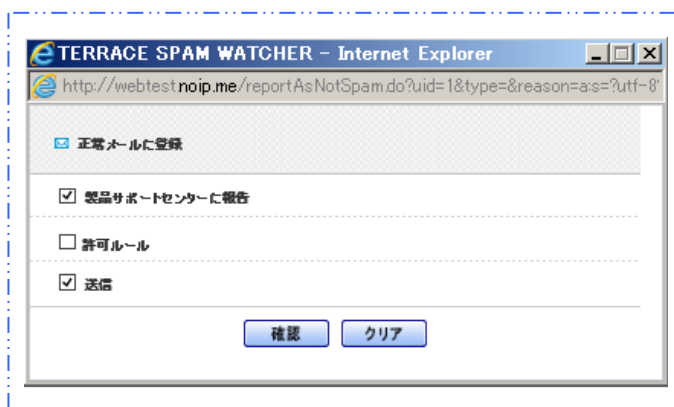 TERRACE SPAM WATCHER - Internet Explorer
http://webtest.noip.me/reportAsNotSpam.do?uid=1&type=&reason=a:s=?utf-8'
正常メールに登録
製品サポートセンターに報告
許可ルール
送信
確認 クリア